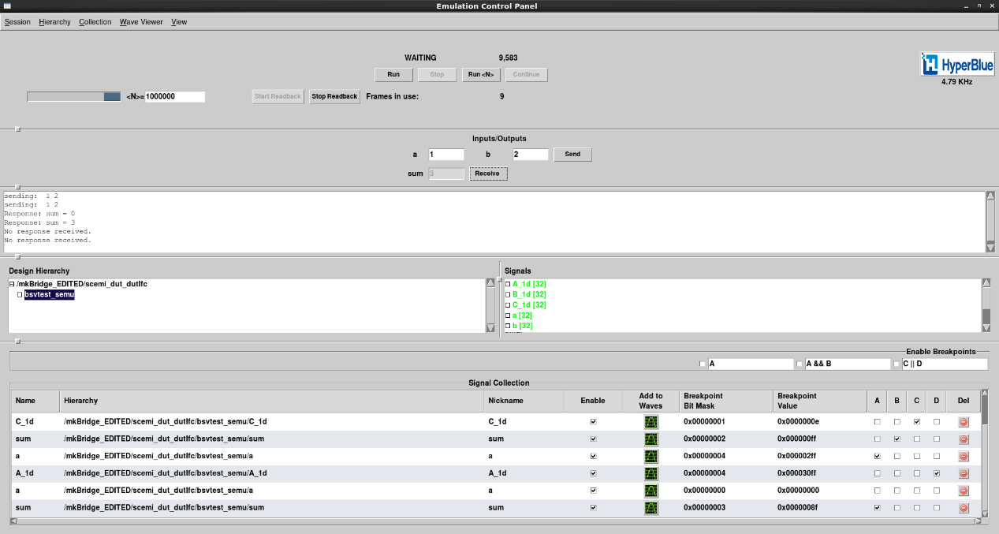 Emulation Control Panel
Session Hierarchy Collection Wave Viewer View
WAITING 9,583
Run Stop Run <N> Continue
HyperBlue
4.79 KHz
<N>= 1000000 Start Readback Stop Readback Frames in use: 9
Inputs/Outputs
a 1 b 2 Send
sum 3 Receive
sending: 1 2
sending: 1 2
Response: sum = 0
Response: sum = 3
No response received.
No response received.
Design Hierarchy
/mkBridge_EDITED/scemi_dut_dutIfc
bsvtest_semu
Signals
A_1d [32]
B_1d [32]
C_1d [32]
a [32]
b [32]
Enable Breakpoints
A A && B C || D
Signal Collection
Name Hierarchy Nickname Enable Add to Waves Breakpoint Bit Mask Breakpoint Value A B C D Del
C_1d /mkBridge_EDITED/scemi_dut_dutIfc/bsvtest_semu/C_1d C_1d 0x00000001 0x0000000e
sum /mkBridge_EDITED/scemi_dut_dutIfc/bsvtest_semu/sum sum 0x00000002 0x000000ff
a /mkBridge_EDITED/scemi_dut_dutIfc/bsvtest_semu/a a 0x00000004 0x000002ff
A_1d /mkBridge_EDITED/scemi_dut_dutIfc/bsvtest_semu/A_1d A_1d 0x00000004 0x000030ff
a /mkBridge_EDITED/scemi_dut_dutIfc/bsvtest_semu/a a 0x00000000 0x00000000
sum /mkBridge_EDITED/scemi_dut_dutIfc/bsvtest_semu/sum sum 0x00000003 0x0000008f